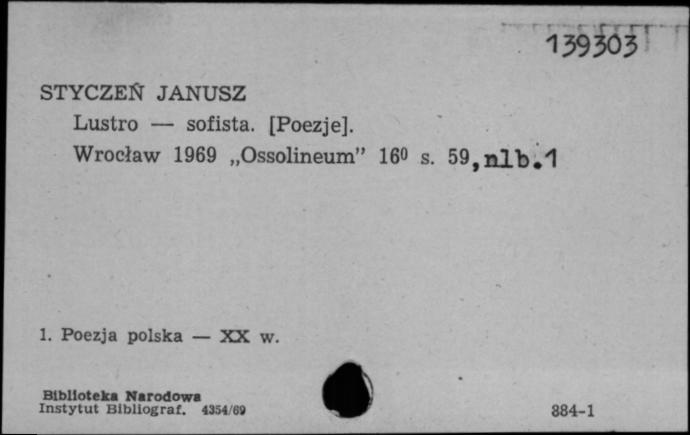 139303
STYCZEŃ JANUSZ
Lustro — sofista. [Poezje].
Wrocław 1969 „Ossolineum” 16⁰ s. 59, nlb. 1
1. Poezja polska — XX w.
Biblioteka Narodowa
Instytut Bibliograf. 4354/69
884-1